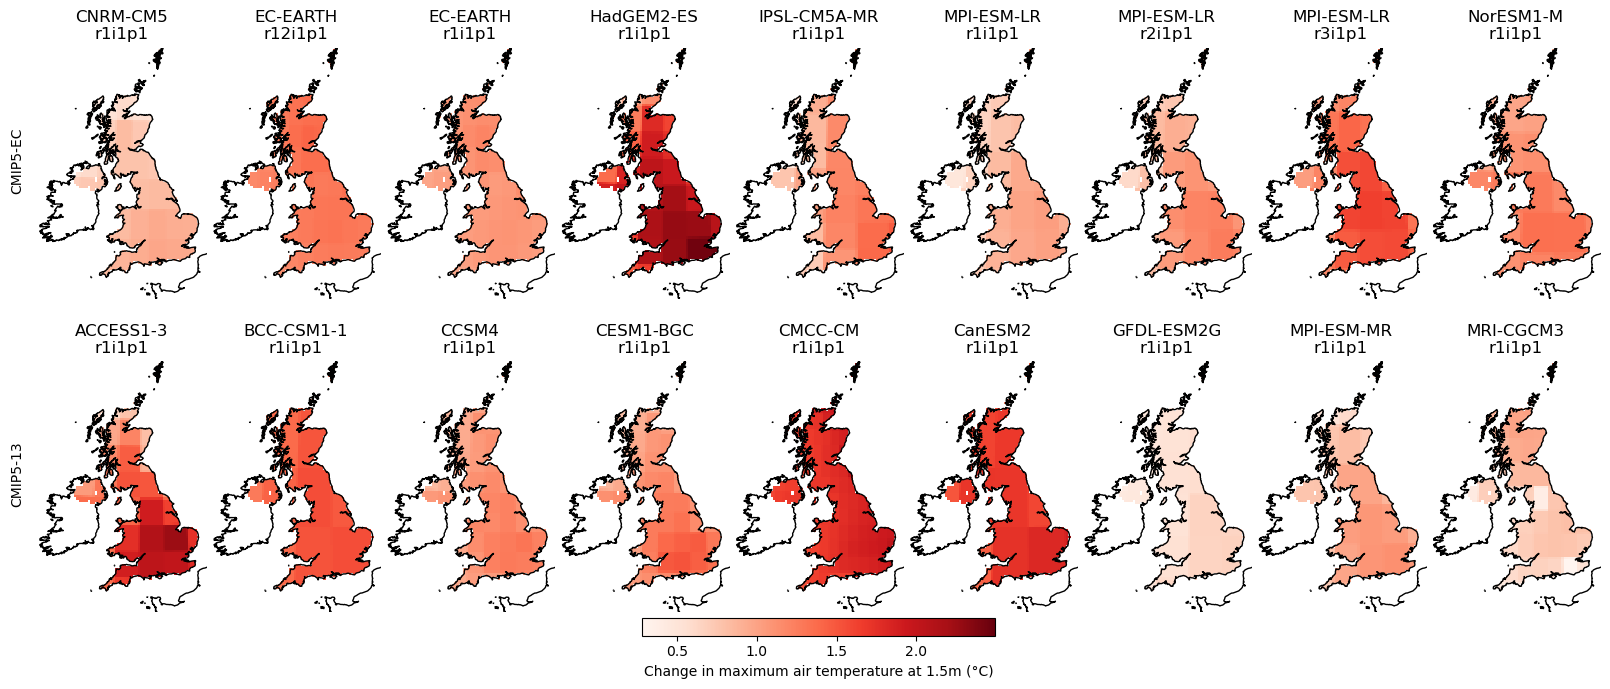 CNRM-CM5
r1i1p1
EC-EARTH
r12i1p1
EC-EARTH
r1i1p1
HadGEM2-ES
r1i1p1
IPSL-CM5A-MR
r1i1p1
MPI-ESM-LR
r1i1p1
MPI-ESM-LR
r2i1p1
MPI-ESM-LR
r3i1p1
NorESM1-M
r1i1p1
CMIP5-EC
ACCESS1-3
r1i1p1
BCC-CSM1-1
r1i1p1
CCSM4
r1i1p1
CESM1-BGC
r1i1p1
CMCC-CM
r1i1p1
CanESM2
r1i1p1
GFDL-ESM2G
r1i1p1
MPI-ESM-MR
r1i1p1
MRI-CGCM3
r1i1p1
CMIP5-13
0.5 1.0 1.5 2.0
Change in maximum air temperature at 1.5m (°C)